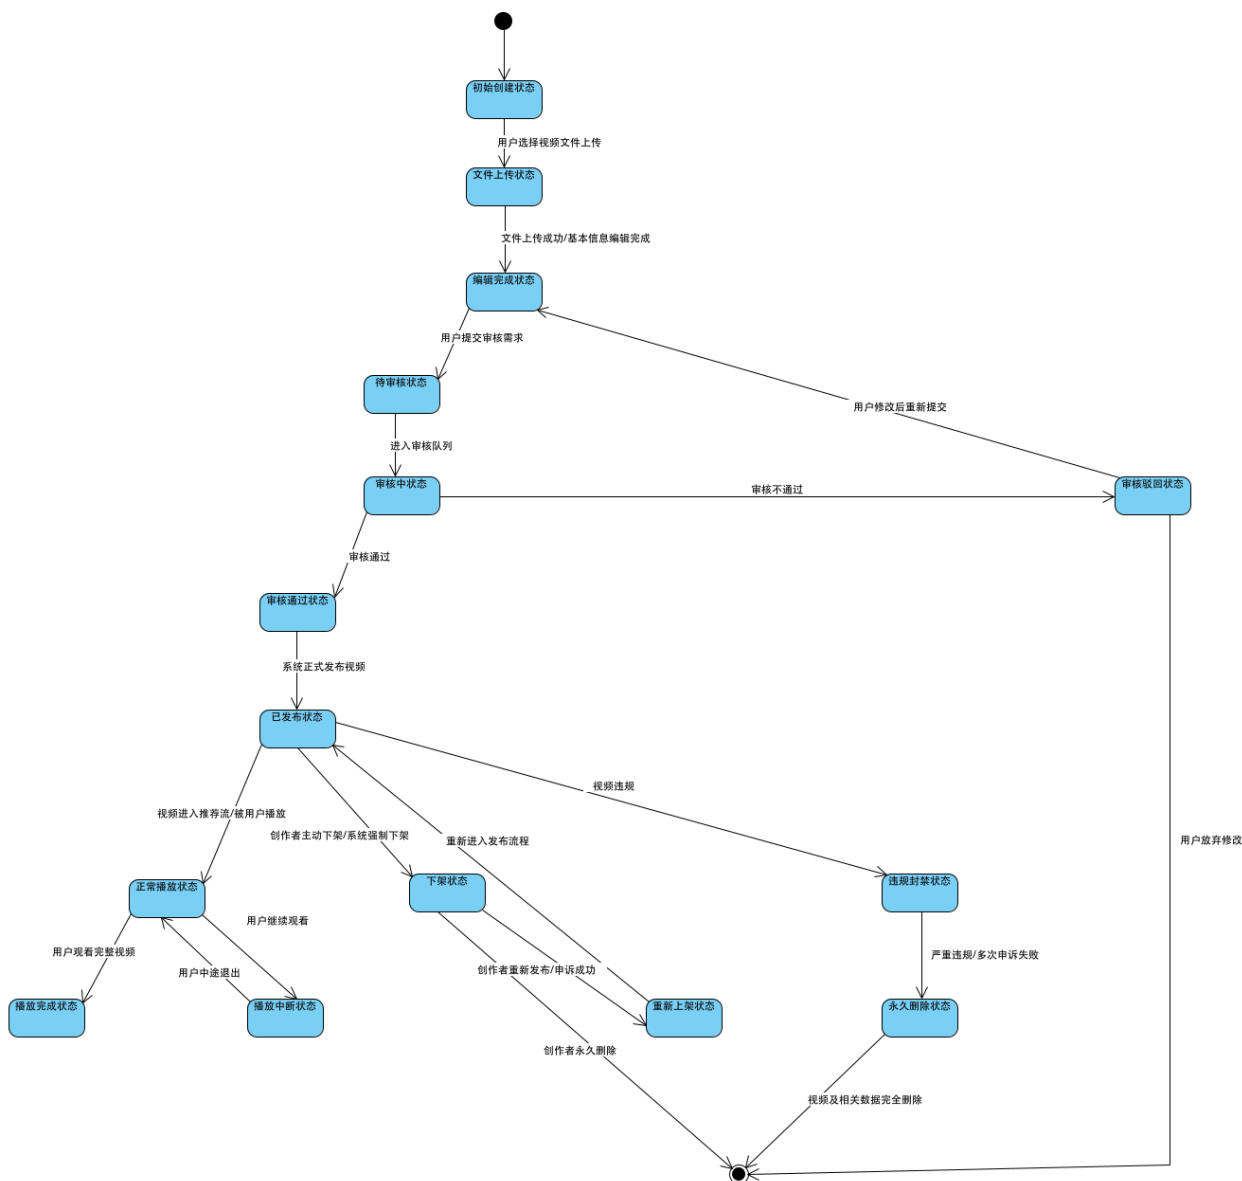 初始创建状态
用户选择视频文件上传
文件上传状态
文件上传成功/基本信息编辑完成
编辑完成状态
用户提交审核需求
待审核状态
用户修改后重新提交
进入审核队列
审核中状态
审核不通过
审核驳回状态
审核通过
审核通过状态
系统正式发布视频
已发布状态
视频违规
视频进入推荐流/被用户播放
创作者主动下架/系统强制下架
重新进入发布流程
用户放弃修改
正常播放状态
下架状态
违规封禁状态
用户继续观看
用户观看完整视频
用户中途退出
创作者重新发布/申诉成功
严重违规/多次申诉失败
播放完成状态
播放中断状态
重新上架状态
永久删除状态
创作者永久删除
视频及相关数据完全删除